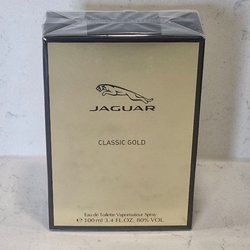 JAGUAR
CLASSIC GOLD
Eau de Toilette Vaporisateur Spray
100 ml 3.4 FL.OZ. 80% VOL